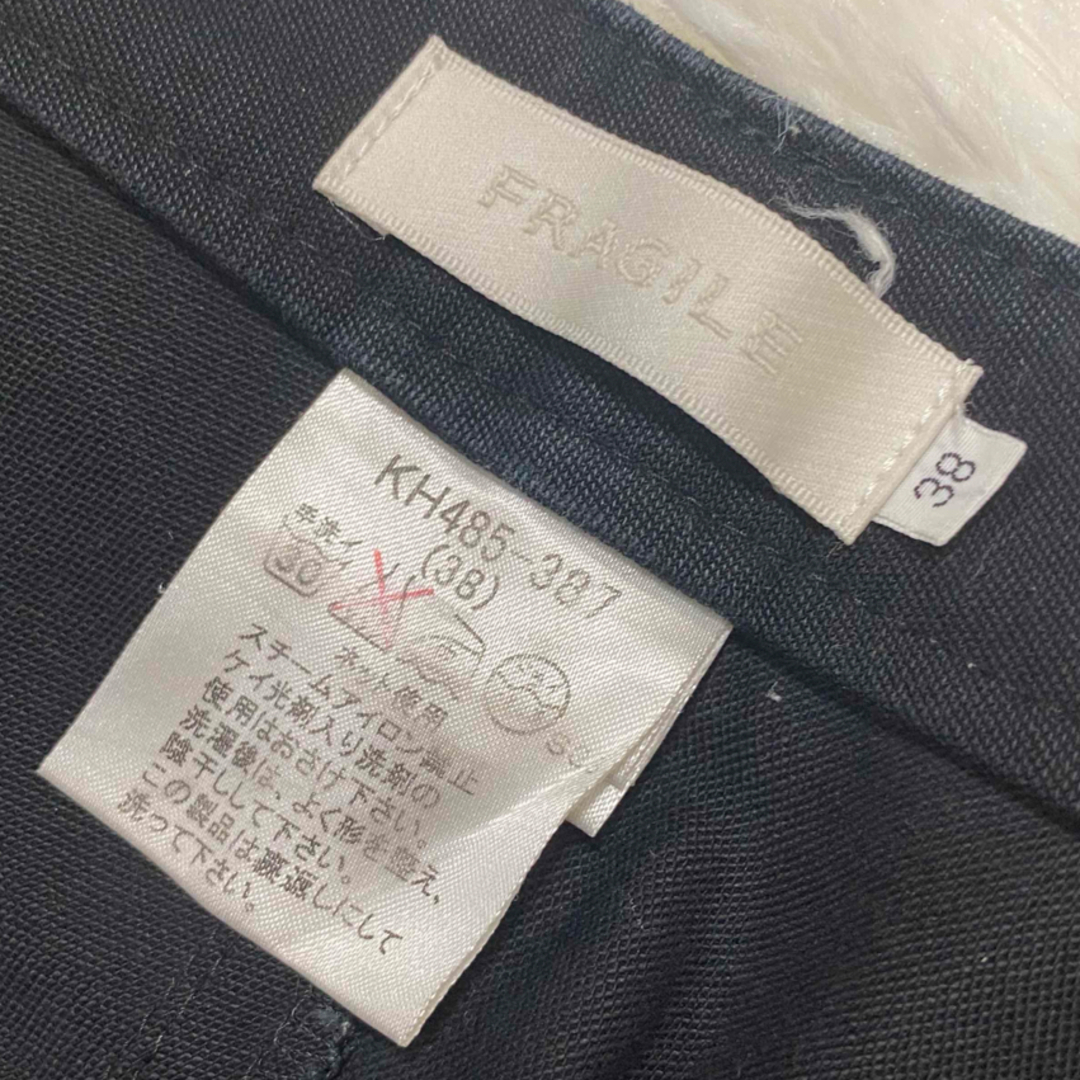 FRAGILE
38
KH485-387
(38)
手洗イ
30
ネット使用
スチームアイロン禁止
ケイ光剤入り洗剤の
使用はおさけ下さい。
洗濯後は、よく形を整え、
陰干しして下さい。
この製品は裏返しにして
洗って下さい。